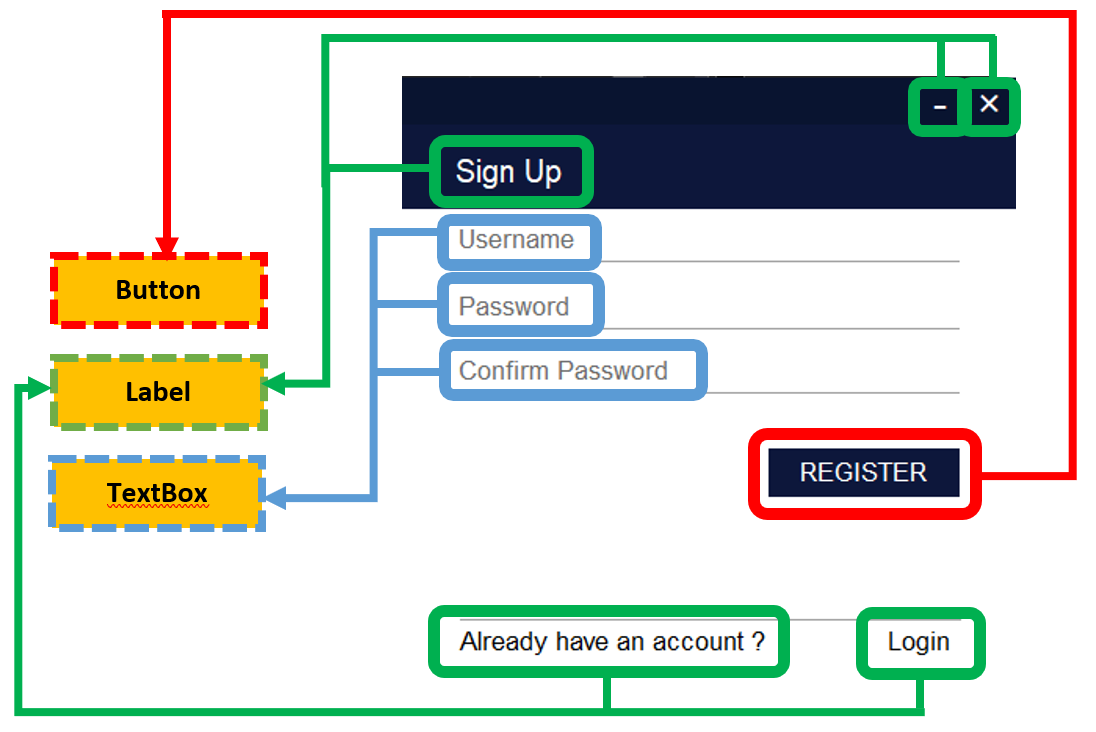 – ✕
Sign Up
Username
Button
Password
Label
Confirm Password
REGISTER
TextBox
Already have an account ?
Login